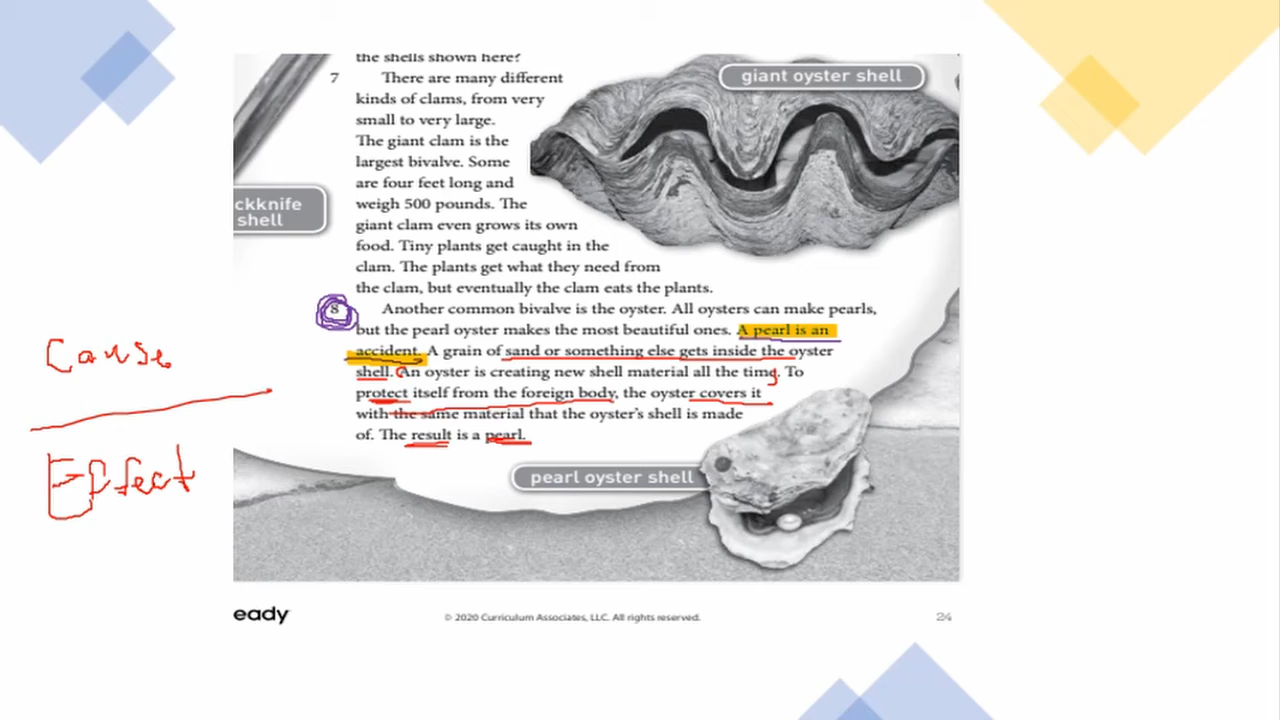 the shells shown here?
7 There are many different
kinds of clams, from very
small to very large.
The giant clam is the
largest bivalve. Some
are four feet long and
weigh 500 pounds. The
giant clam even grows its own
food. Tiny plants get caught in the
clam. The plants get what they need from
the clam, but eventually the clam eats the plants.
8 Another common bivalve is the oyster. All oysters can make pearls,
but the pearl oyster makes the most beautiful ones. A pearl is an
accident. A grain of sand or something else gets inside the oyster
shell. An oyster is creating new shell material all the time. To
protect itself from the foreign body, the oyster covers it
with the same material that the oyster's shell is made
of. The result is a pearl.
giant oyster shell
ckknife
shell
pearl oyster shell
Cause
Effect
eady
© 2020 Curriculum Associates, LLC. All rights reserved.
24